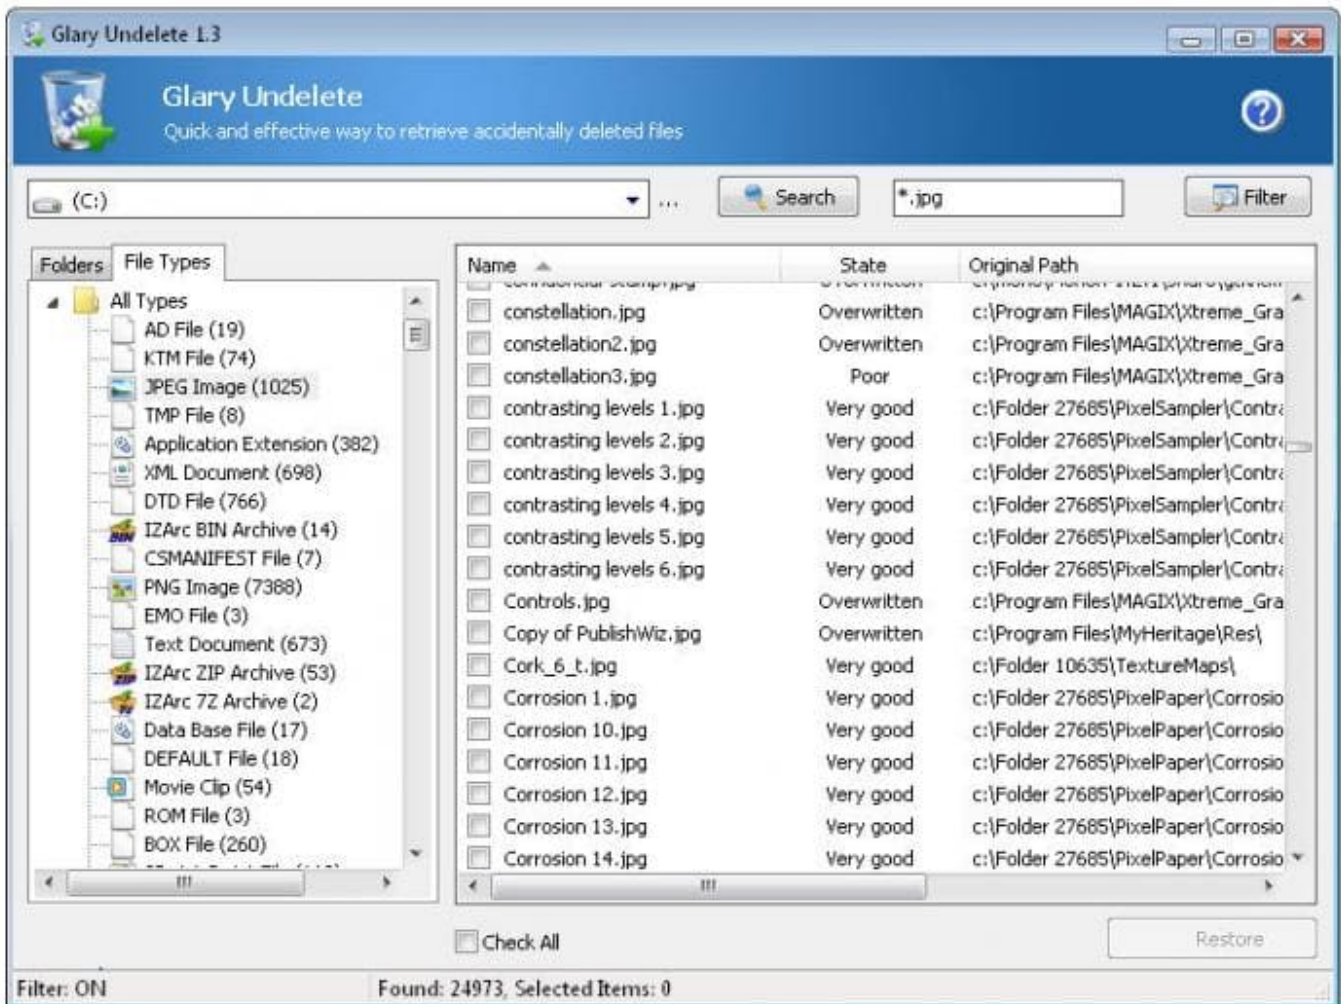 Glary Undelete 1.3
Glary Undelete
Quick and effective way to retrieve accidentally deleted files
(C:) ... Search *.jpg Filter
Folders File Types
All Types
AD File (19)
KTM File (74)
JPEG Image (1025)
TMP File (8)
Application Extension (382)
XML Document (698)
DTD File (766)
IZArc BIN Archive (14)
CSMANIFEST File (7)
PNG Image (7388)
EMO File (3)
Text Document (673)
IZArc ZIP Archive (53)
IZArc 7Z Archive (2)
Data Base File (17)
DEFAULT File (18)
Movie Clip (54)
ROM File (3)
BOX File (260)
Name State Original Path
constellation.jpg Overwritten c:\Program Files\MAGIX\Xtreme_Gra
constellation2.jpg Overwritten c:\Program Files\MAGIX\Xtreme_Gra
constellation3.jpg Poor c:\Program Files\MAGIX\Xtreme_Gra
contrasting levels 1.jpg Very good c:\Folder 27685\PixelSampler\Contra
contrasting levels 2.jpg Very good c:\Folder 27685\PixelSampler\Contra
contrasting levels 3.jpg Very good c:\Folder 27685\PixelSampler\Contra
contrasting levels 4.jpg Very good c:\Folder 27685\PixelSampler\Contra
contrasting levels 5.jpg Very good c:\Folder 27685\PixelSampler\Contra
contrasting levels 6.jpg Very good c:\Folder 27685\PixelSampler\Contra
Controls.jpg Overwritten c:\Program Files\MAGIX\Xtreme_Gra
Copy of PublishWiz.jpg Overwritten c:\Program Files\MyHeritage\Res\
Cork_6_t.jpg Very good c:\Folder 10635\TextureMaps\
Corrosion 1.jpg Very good c:\Folder 27685\PixelPaper\Corrosio
Corrosion 10.jpg Very good c:\Folder 27685\PixelPaper\Corrosio
Corrosion 11.jpg Very good c:\Folder 27685\PixelPaper\Corrosio
Corrosion 12.jpg Very good c:\Folder 27685\PixelPaper\Corrosio
Corrosion 13.jpg Very good c:\Folder 27685\PixelPaper\Corrosio
Corrosion 14.jpg Very good c:\Folder 27685\PixelPaper\Corrosio
Check All Restore
Filter: ON Found: 24973, Selected Items: 0